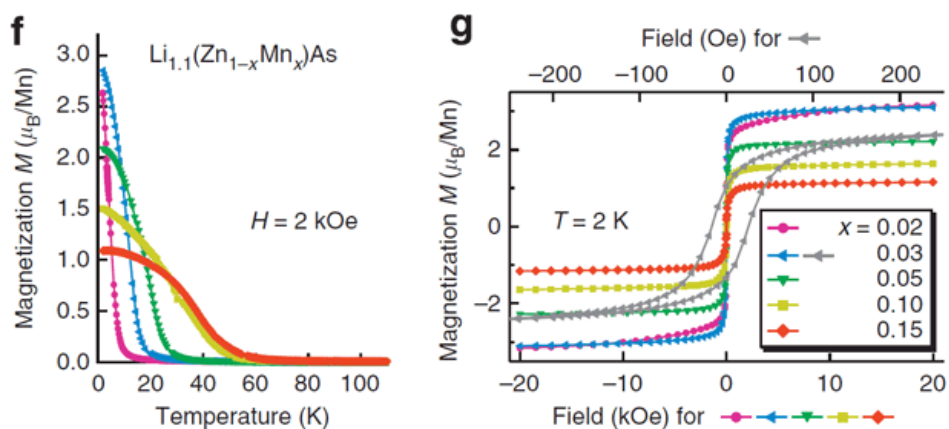 f
Li1.1(Zn1–xMnx)As
Magnetization M (μB/Mn)
3.0
2.5
2.0
1.5
1.0
0.5
0.0
H = 2 kOe
0 20 40 60 80 100
Temperature (K)
g
Field (Oe) for
−200 −100 0 100 200
Magnetization M (μB/Mn)
2
0
−2
T = 2 K
x = 0.02
0.03
0.05
0.10
0.15
−20 −10 0 10 20
Field (kOe) for